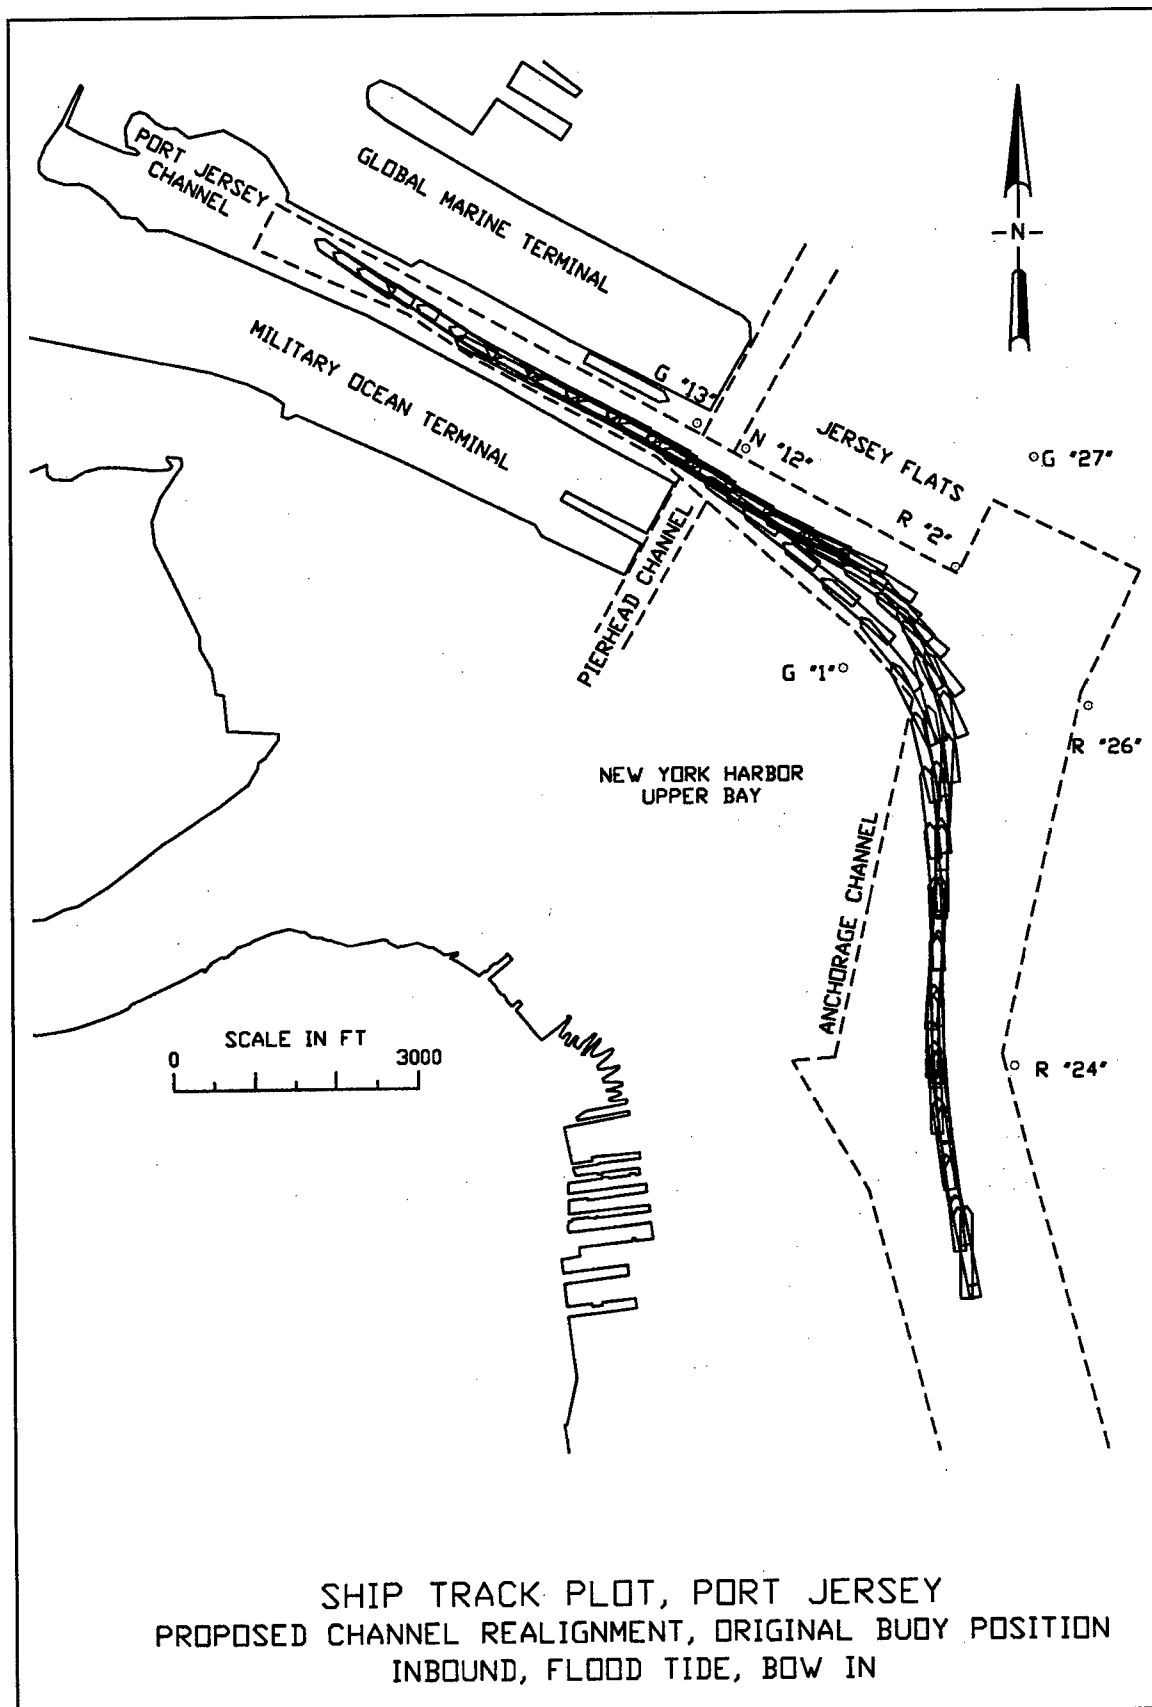 PORT JERSEY
CHANNEL
GLOBAL MARINE TERMINAL
-N-
MILITARY OCEAN TERMINAL
G "13"
N "12"
JERSEY FLATS
G "27"
R "2"
PIERHEAD CHANNEL
G "1"
R "26"
NEW YORK HARBOR
UPPER BAY
ANCHORAGE CHANNEL
SCALE IN FT
0 3000
R "24"
SHIP TRACK PLOT, PORT JERSEY
PROPOSED CHANNEL REALIGNMENT, ORIGINAL BUOY POSITION
INBOUND, FLOOD TIDE, BOW IN